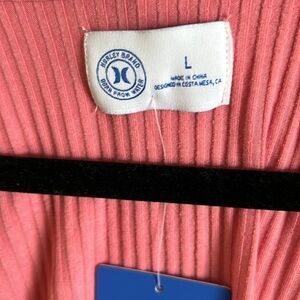 HURLEY BRAND
BORN FROM WATER
L
MADE IN CHINA
DESIGNED IN COSTA MESA, CA